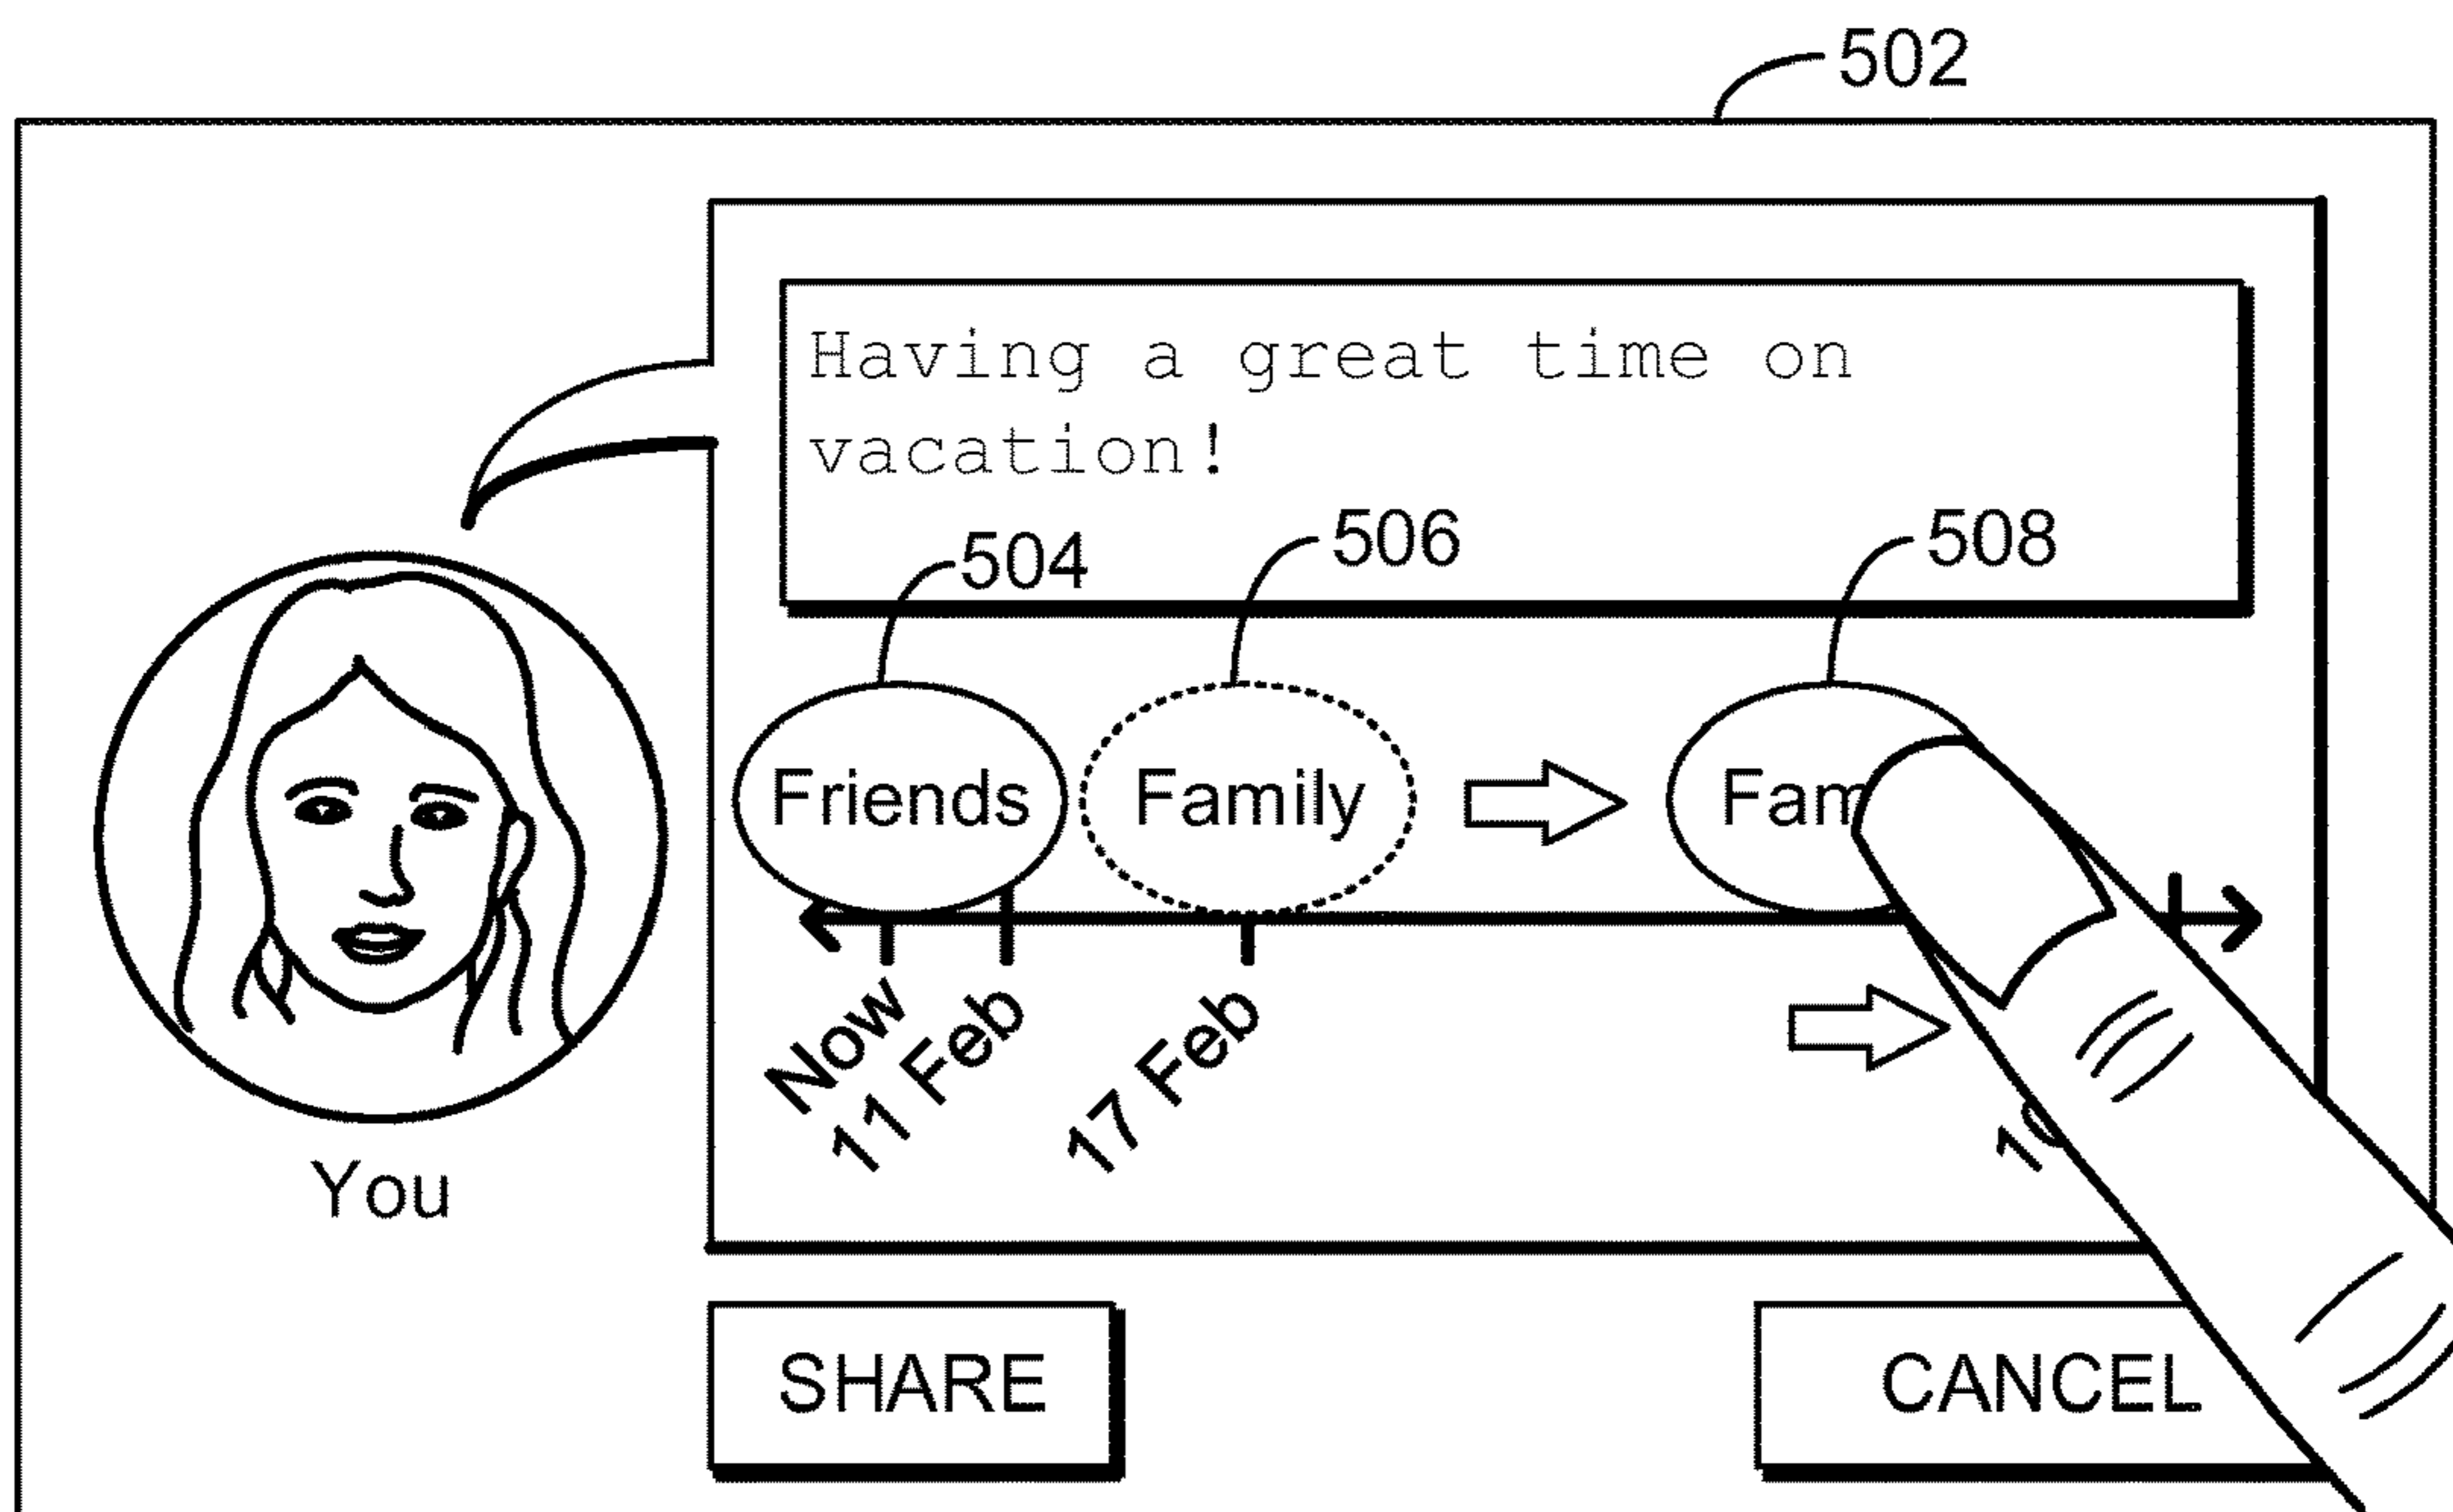 502
Having a great time on
vacation!
504
506
508
Friends
Family
Now
11 Feb
17 Feb
You
SHARE
CANCEL